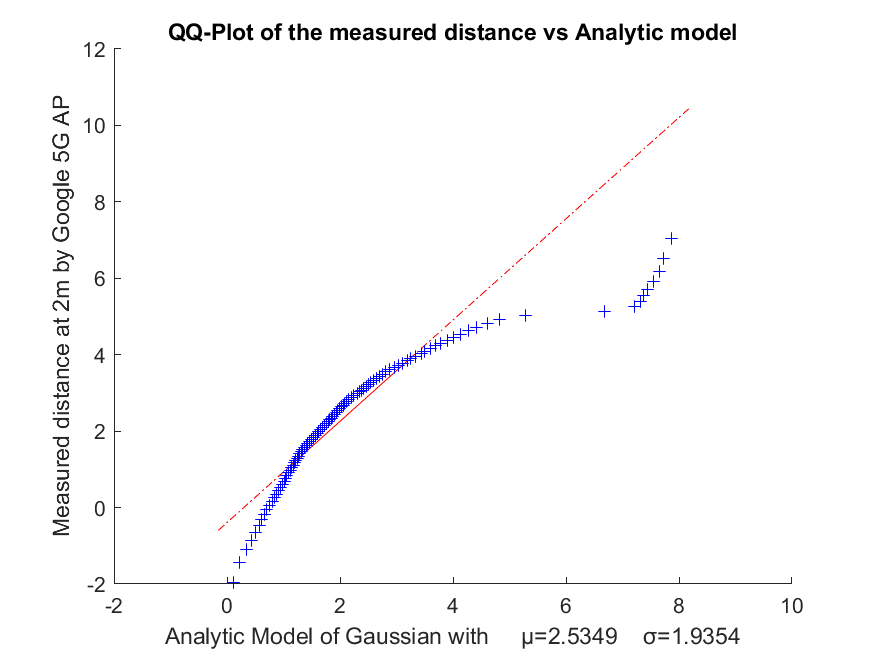 QQ-Plot of the measured distance vs Analytic model
12
10
8
6
4
2
0
-2
Measured distance at 2m by Google 5G AP
-2 0 2 4 6 8 10
Analytic Model of Gaussian with μ=2.5349 σ=1.9354